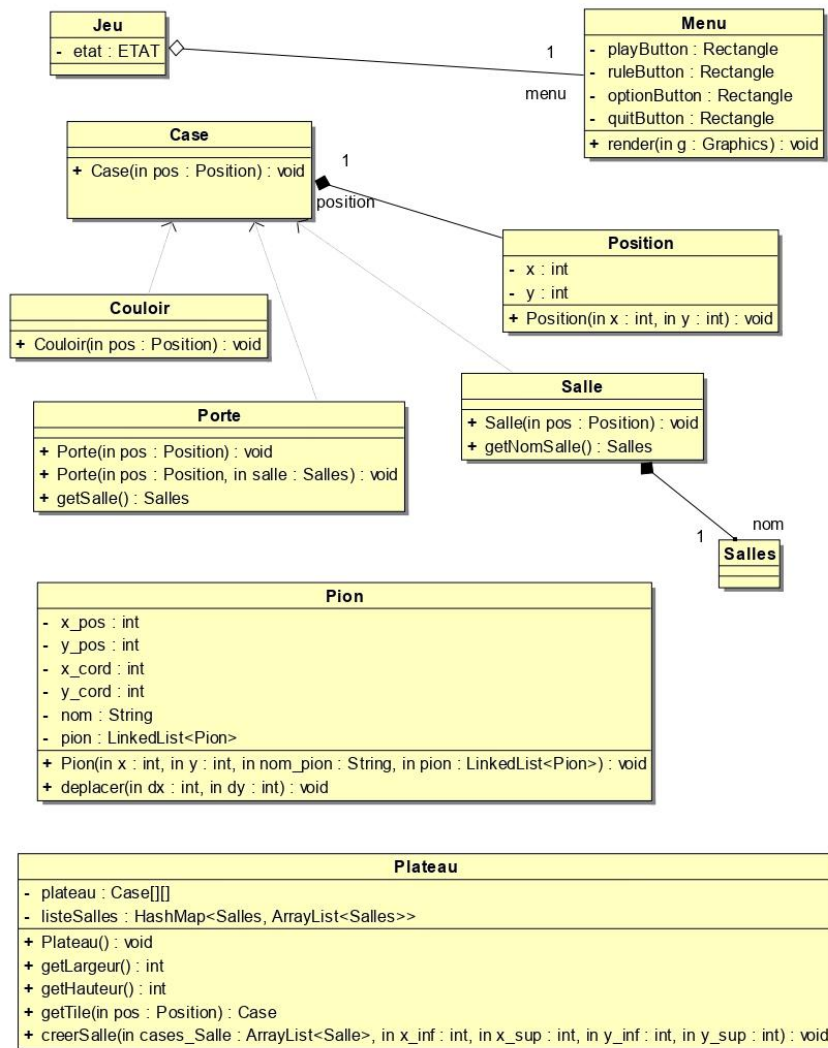 Jeu
- etat : ETAT
1
menu
Menu
- playButton : Rectangle
- ruleButton : Rectangle
- optionButton : Rectangle
- quitButton : Rectangle
+ render(in g : Graphics) : void
Case
+ Case(in pos : Position) : void
1
position
Position
- x : int
- y : int
+ Position(in x : int, in y : int) : void
Couloir
+ Couloir(in pos : Position) : void
Porte
+ Porte(in pos : Position) : void
+ Porte(in pos : Position, in salle : Salles) : void
+ getSalle() : Salles
Salle
+ Salle(in pos : Position) : void
+ getNomSalle() : Salles
1
nom
Salles
Pion
- x_pos : int
- y_pos : int
- x_cord : int
- y_cord : int
- nom : String
- pion : LinkedList<Pion>
+ Pion(in x : int, in y : int, in nom_pion : String, in pion : LinkedList<Pion>) : void
+ deplacer(in dx : int, in dy : int) : void
Plateau
- plateau : Case[][]
- listeSalles : HashMap<Salles, ArrayList<Salles>>
+ Plateau() : void
+ getLargeur() : int
+ getHauteur() : int
+ getTile(in pos : Position) : Case
+ creerSalle(in cases_Salle : ArrayList<Salle>, in x_inf : int, in x_sup : int, in y_inf : int, in y_sup : int) : void